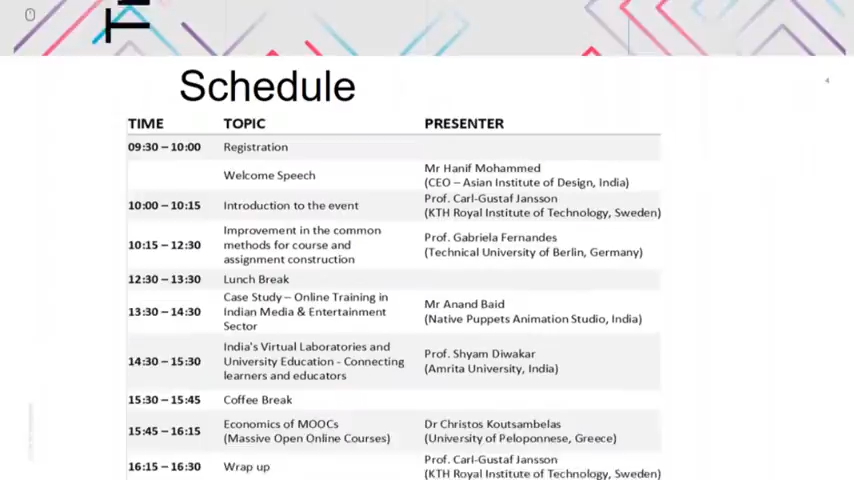 Schedule
4
TIME TOPIC PRESENTER
09:30 – 10:00 Registration
Welcome Speech
Mr Hanif Mohammed
(CEO – Asian Institute of Design, India)
10:00 – 10:15 Introduction to the event
Prof. Carl-Gustaf Jansson
(KTH Royal Institute of Technology, Sweden)
10:15 – 12:30
Improvement in the common
methods for course and
assignment construction
Prof. Gabriela Fernandes
(Technical University of Berlin, Germany)
12:30 – 13:30 Lunch Break
13:30 – 14:30
Case Study – Online Training in
Indian Media & Entertainment
Sector
Mr Anand Baid
(Native Puppets Animation Studio, India)
14:30 – 15:30
India's Virtual Laboratories and
University Education - Connecting
learners and educators
Prof. Shyam Diwakar
(Amrita University, India)
15:30 – 15:45 Coffee Break
15:45 – 16:15
Economics of MOOCs
(Massive Open Online Courses)
Dr Christos Koutsambelas
(University of Peloponnese, Greece)
16:15 – 16:30 Wrap up
Prof. Carl-Gustaf Jansson
(KTH Royal Institute of Technology, Sweden)